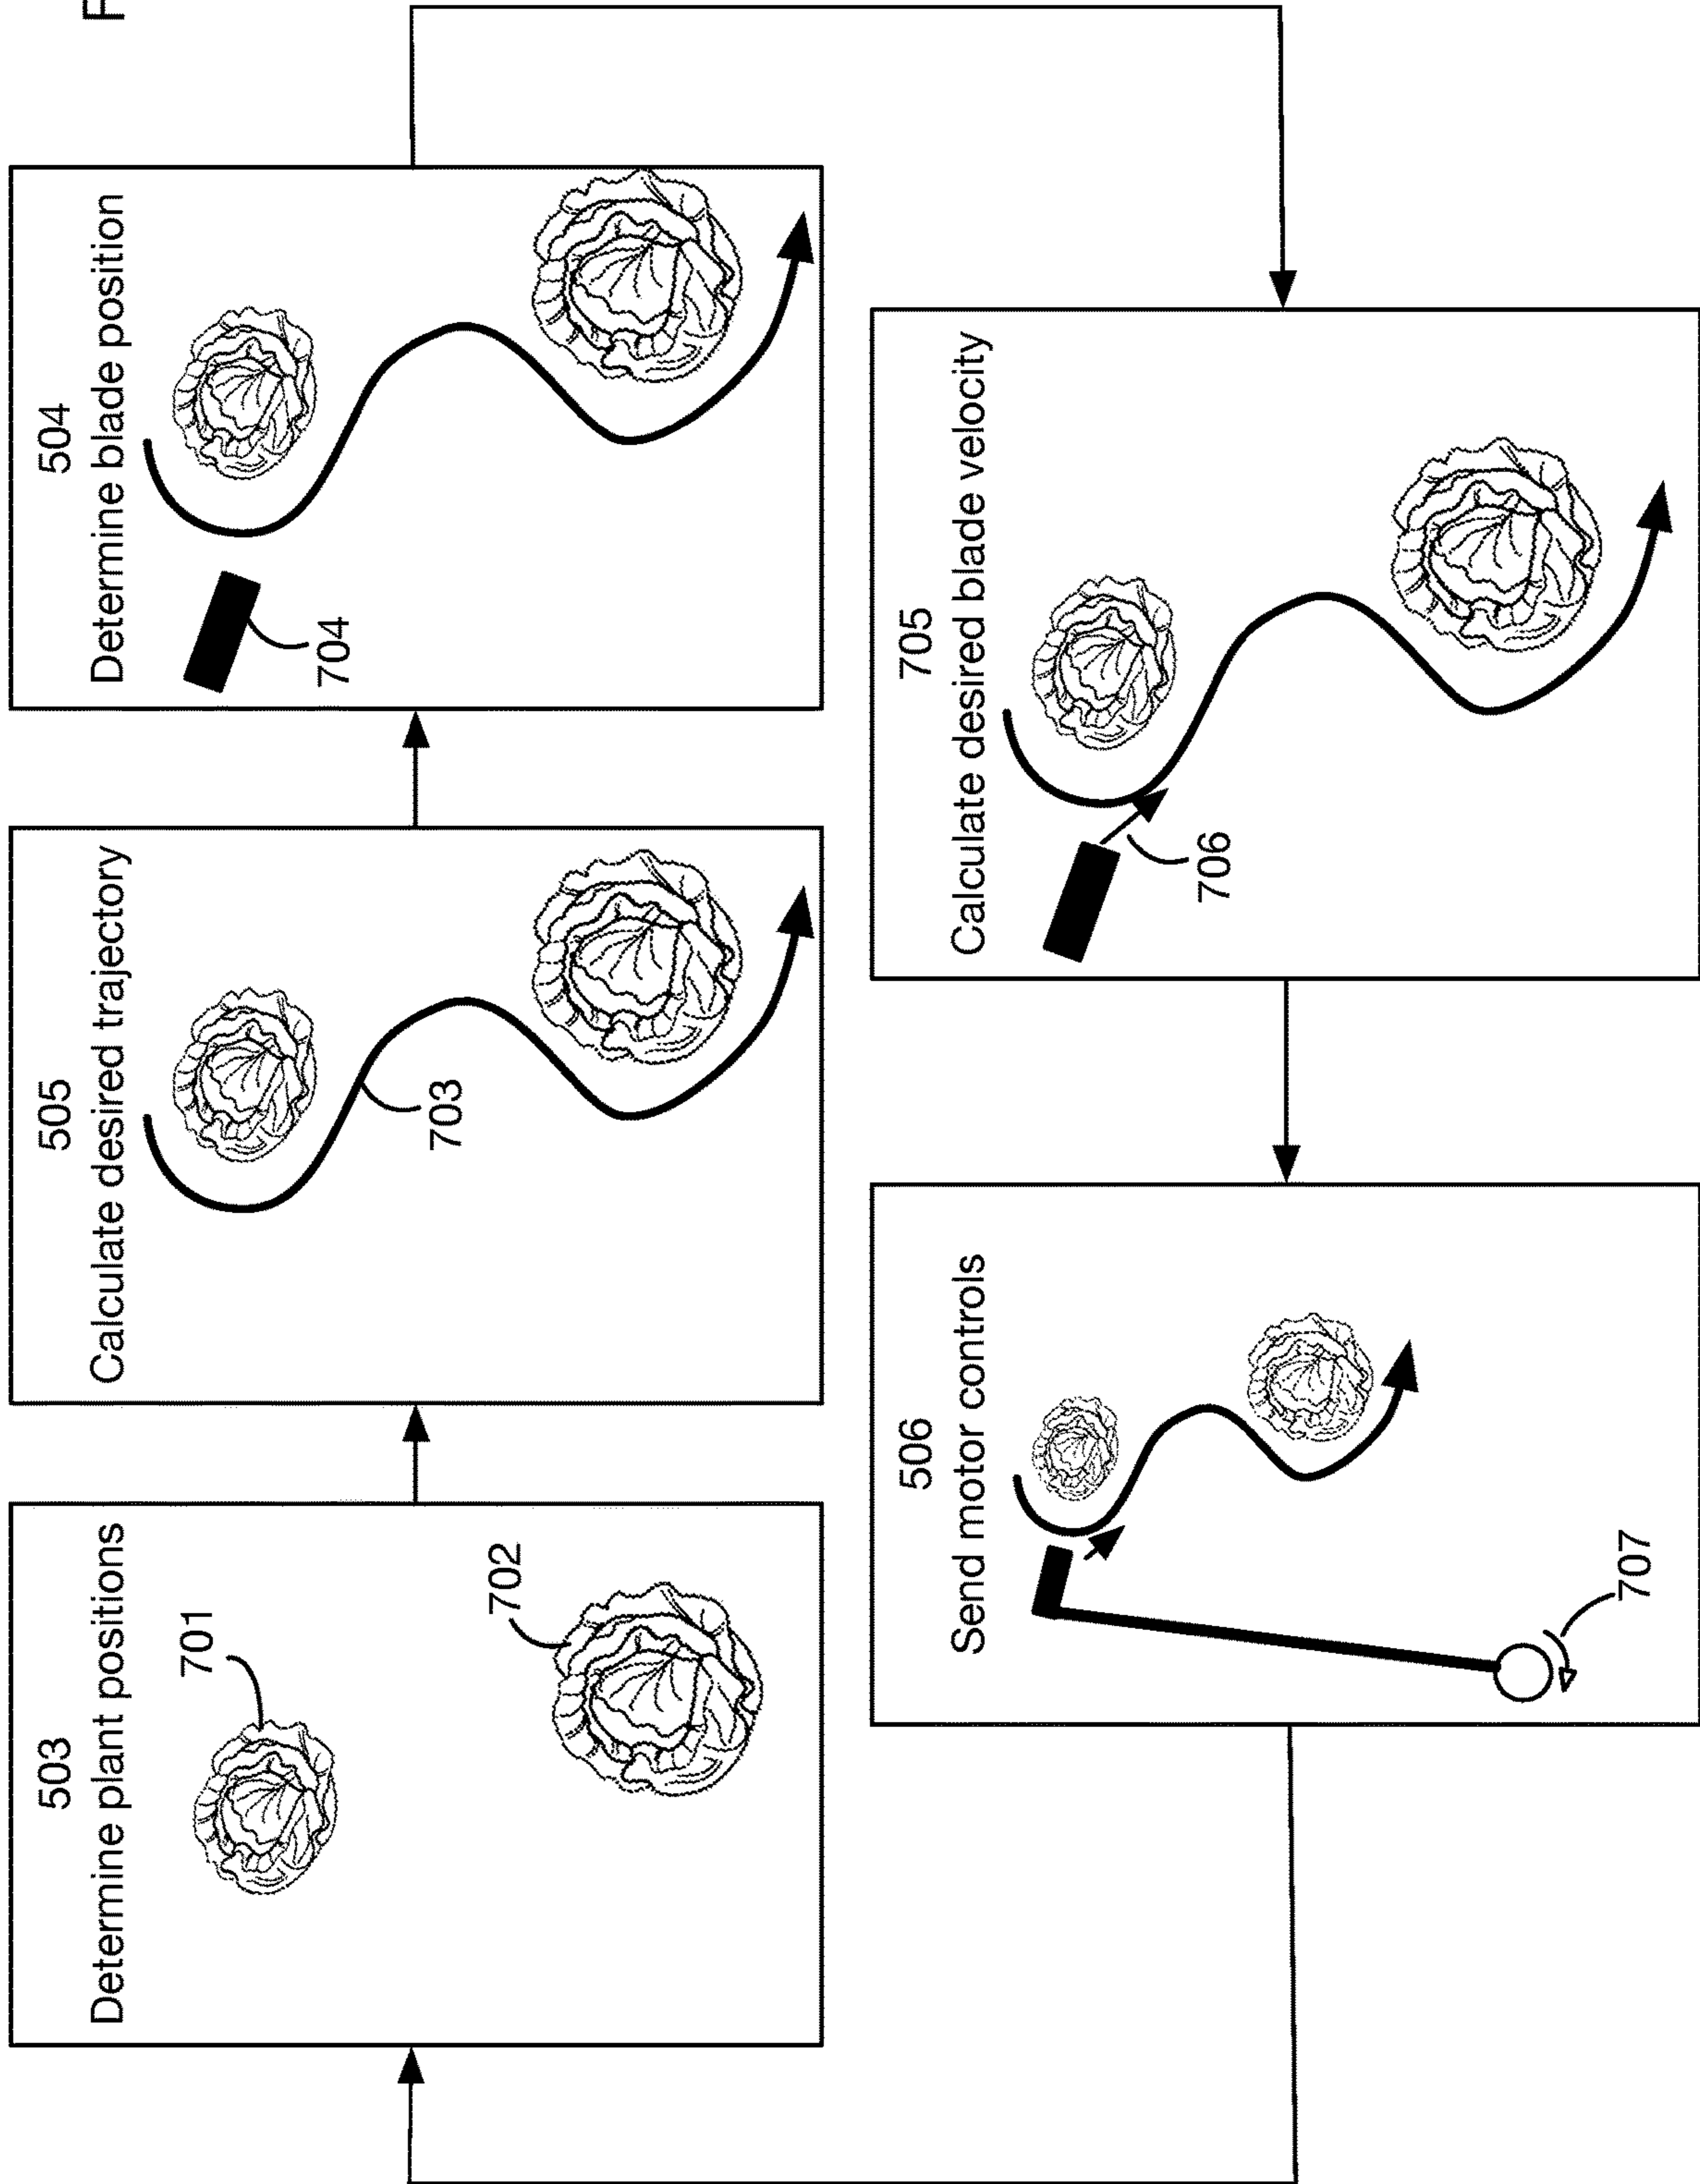 503
Determine plant positions
701
702
505
Calculate desired trajectory
703
504
Determine blade position
704
506
Send motor controls
707
705
Calculate desired blade velocity
706